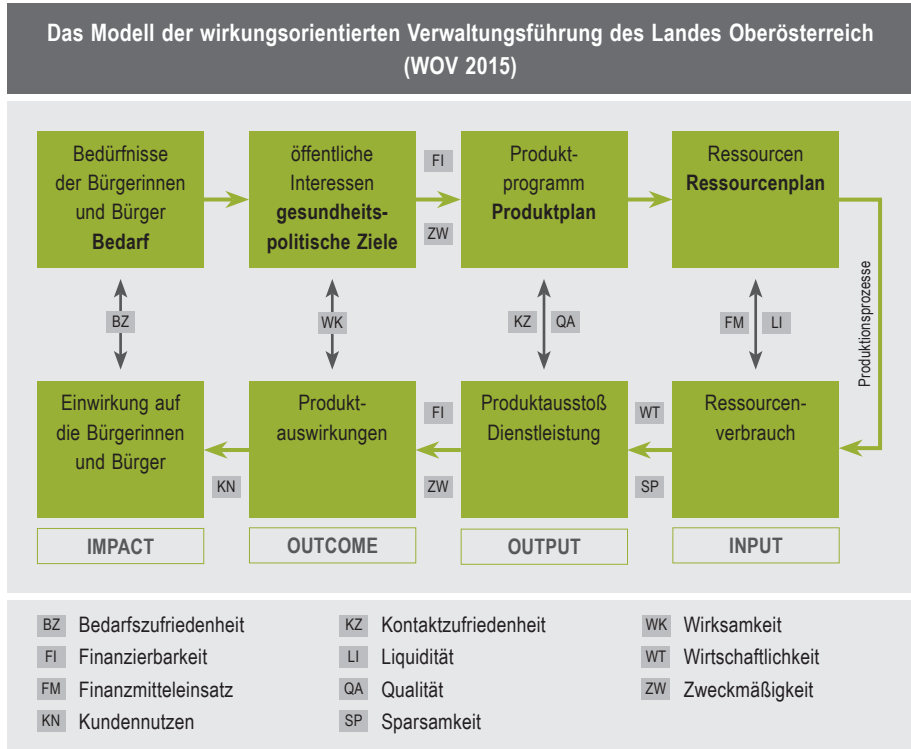 Das Modell der wirkungsorientierten Verwaltungsführung des Landes Oberösterreich
(WOV 2015)
Bedürfnisse
der Bürgerinnen
und Bürger
Bedarf
öffentliche
Interessen
gesundheits-
politische Ziele
FI
ZW
Produkt-
programm
Produktplan
Ressourcen
Ressourcenplan
Produktionsprozesse
BZ
WK
KZ
QA
FM
LI
Einwirkung auf
die Bürgerinnen
und Bürger
KN
Produkt-
auswirkungen
FI
ZW
Produktausstoß
Dienstleistung
WT
SP
Ressourcen-
verbrauch
IMPACT
OUTCOME
OUTPUT
INPUT
BZ Bedarfszufriedenheit
FI Finanzierbarkeit
FM Finanzmitteleinsatz
KN Kundennutzen
KZ Kontaktzufriedenheit
LI Liquidität
QA Qualität
SP Sparsamkeit
WK Wirksamkeit
WT Wirtschaftlichkeit
ZW Zweckmäßigkeit